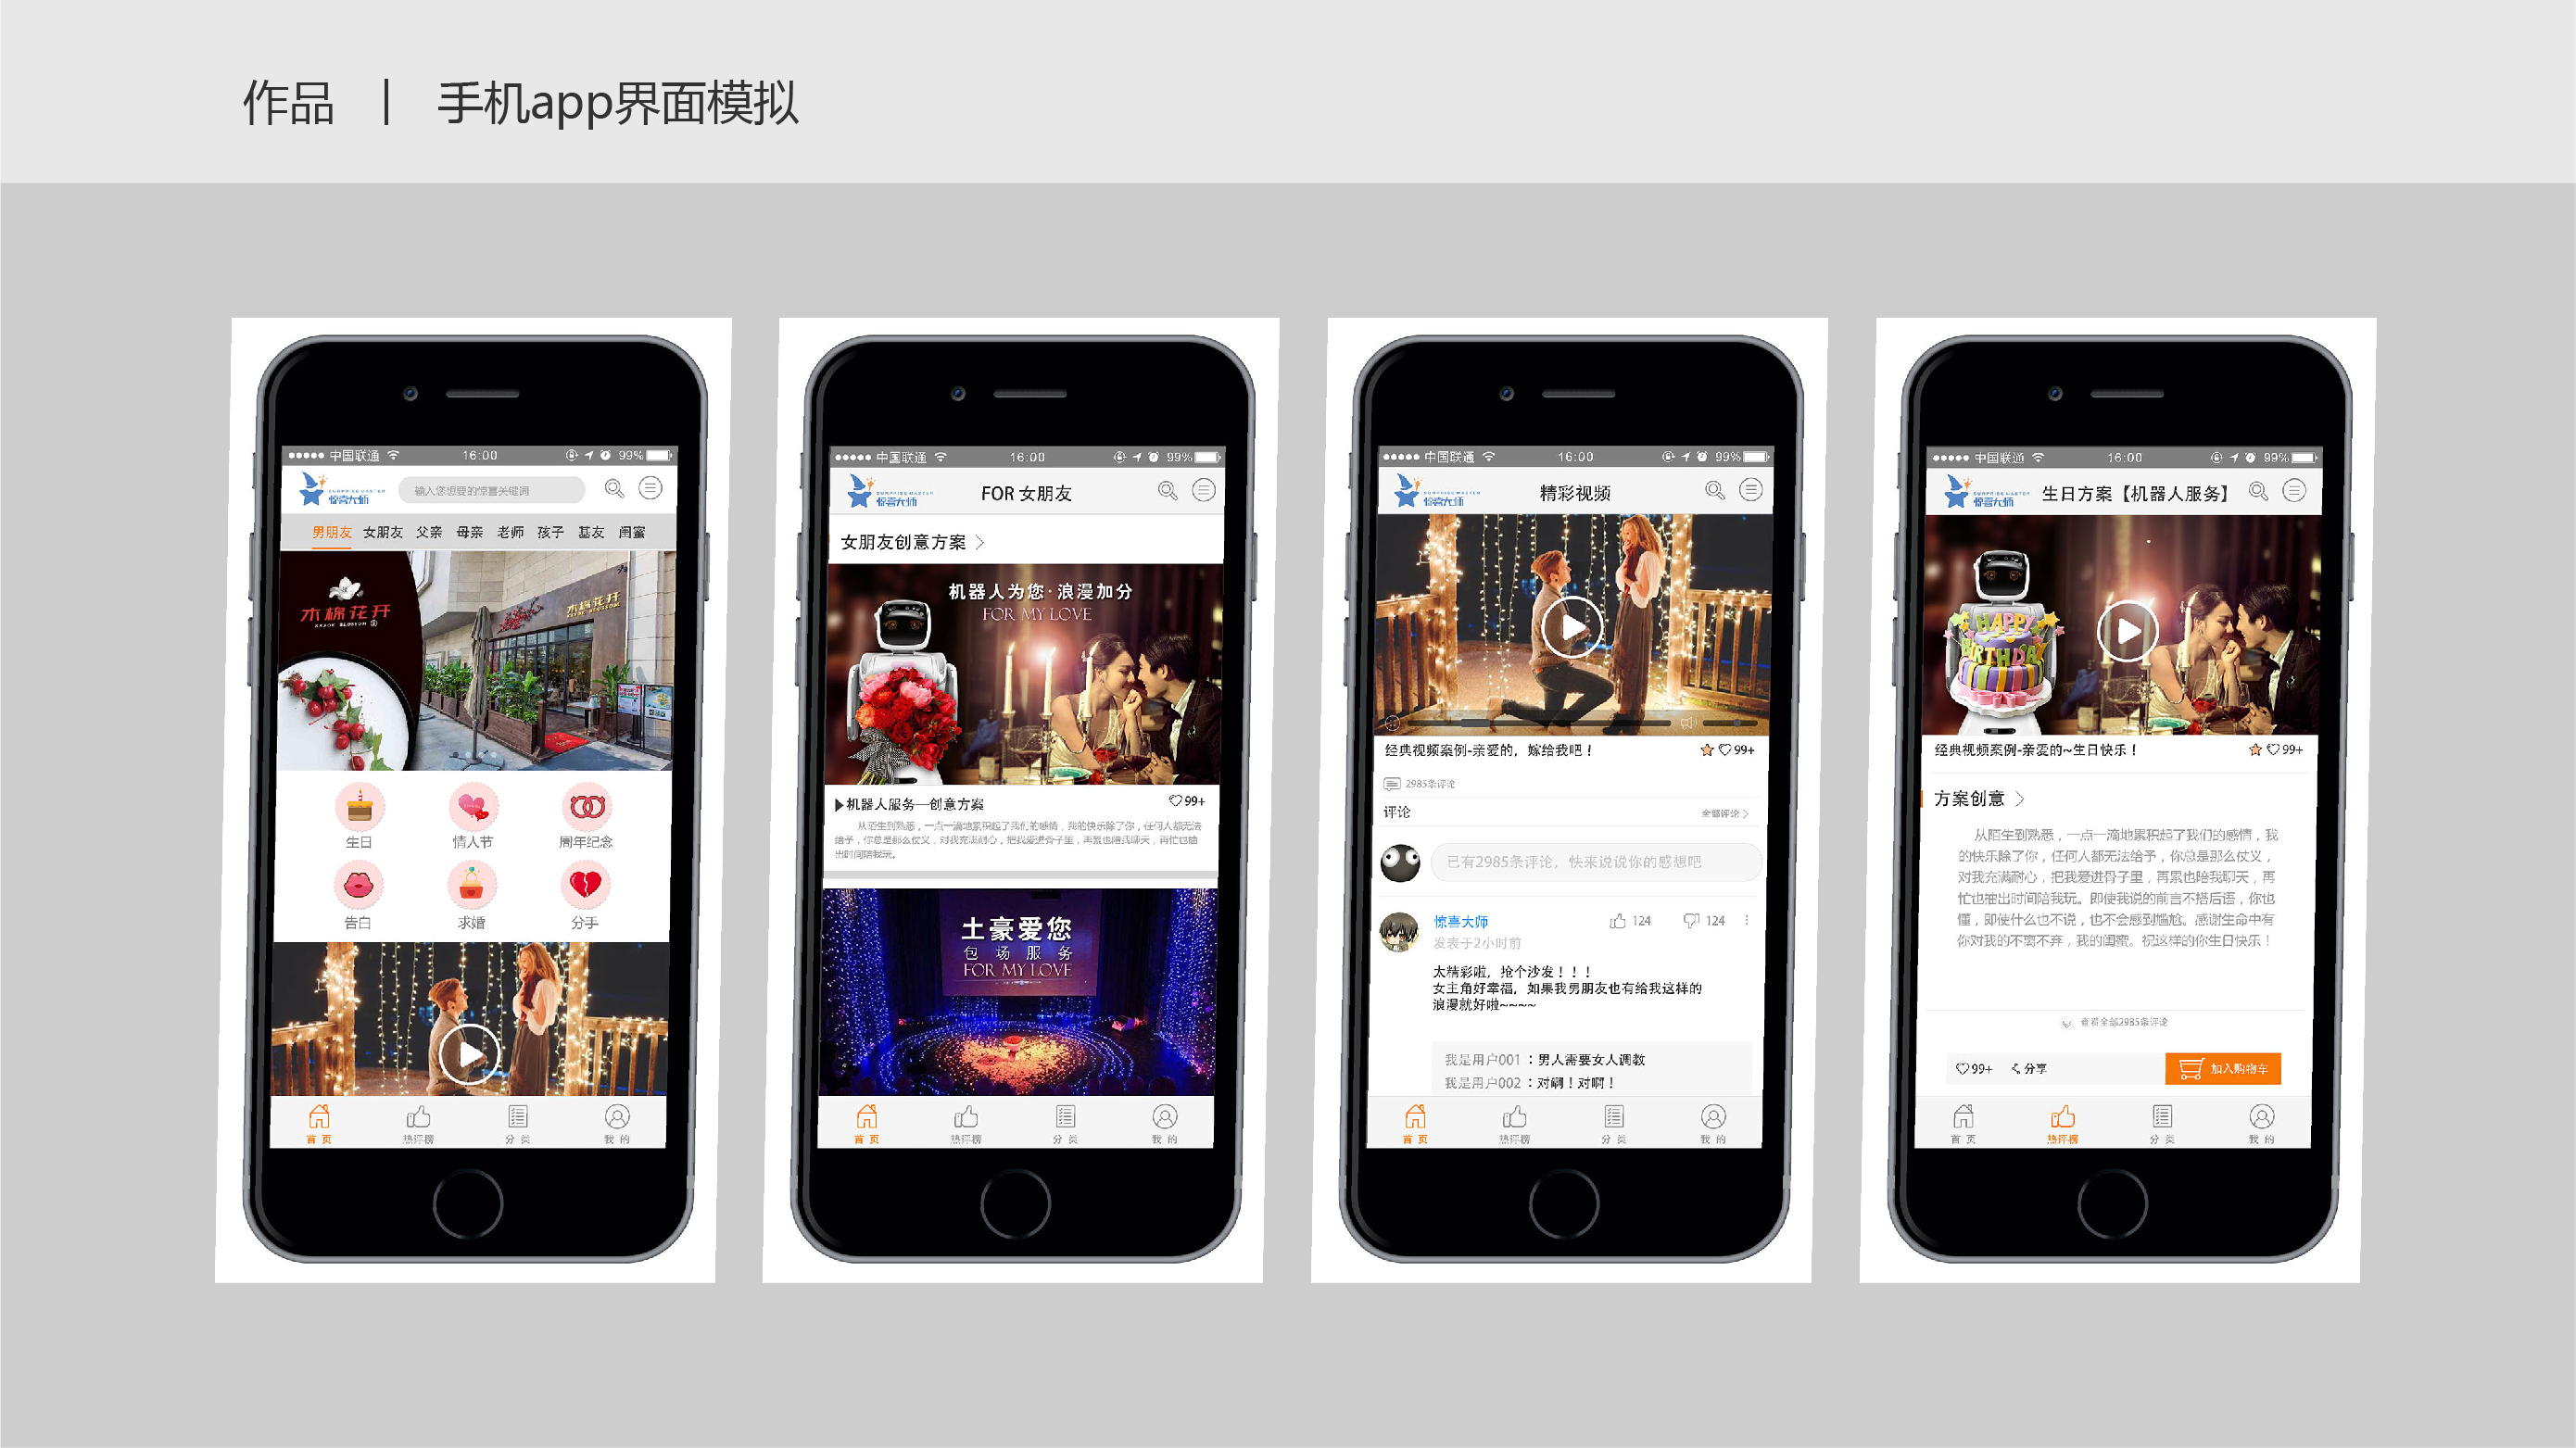 作品 | 手机app界面模拟
中国联通 16:00 99%
SURPRISE MASTER
惊喜大师
输入您想要的惊喜关键词
男朋友 女朋友 父亲 母亲 老师 孩子 基友 闺蜜
木棉花开
KAPOK BLOSSOM
木棉花开
生日 情人节 周年纪念
告白 求婚 分手
首页 热评榜 分类 我的
中国联通 16:00 99%
SURPRISE MASTER
惊喜大师
FOR 女朋友
女朋友创意方案
机器人为您·浪漫加分
FOR MY LOVE
机器人服务—创意方案 99+
从陌生到熟悉，一点一滴地累积起了我们的感情，我的快乐除了你，任何人都无法
给予，你总是那么仗义，对我充满耐心，把我爱进骨子里，再累也陪我聊天，再忙也抽
出时间陪我玩。
土豪爱您
包场服务
FOR MY LOVE
首页 热评榜 分类 我的
中国联通 16:00 99%
SURPRISE MASTER
惊喜大师
精彩视频
经典视频案例-亲爱的，嫁给我吧！ 99+
2985条评论
评论 全部评论
已有2985条评论，快来说说你的感想吧
惊喜大师 124 124
发表于2小时前
太精彩啦，抢个沙发！！！
女主角好幸福，如果我男朋友也有给我这样的
浪漫就好啦~~~~
我是用户001：男人需要女人调教
我是用户002：对啊！对啊！
首页 热评榜 分类 我的
中国联通 16:00 99%
SURPRISE MASTER
惊喜大师
生日方案【机器人服务】
HAPPY
BIRTHDAY
经典视频案例-亲爱的~生日快乐！ 99+
方案创意
从陌生到熟悉，一点一滴地累积起了我们的感情，我
的快乐除了你，任何人都无法给予，你总是那么仗义，
对我充满耐心，把我爱进骨子里，再累也陪我聊天，再
忙也抽出时间陪我玩。即使我说的前言不搭后语，你也
懂，即使什么也不说，也不会感到尴尬。感谢生命中有
你对我的不离不弃，我的闺蜜。祝这样的你生日快乐！
查看全部2985条评论
99+ 分享 加入购物车
首页 热评榜 分类 我的